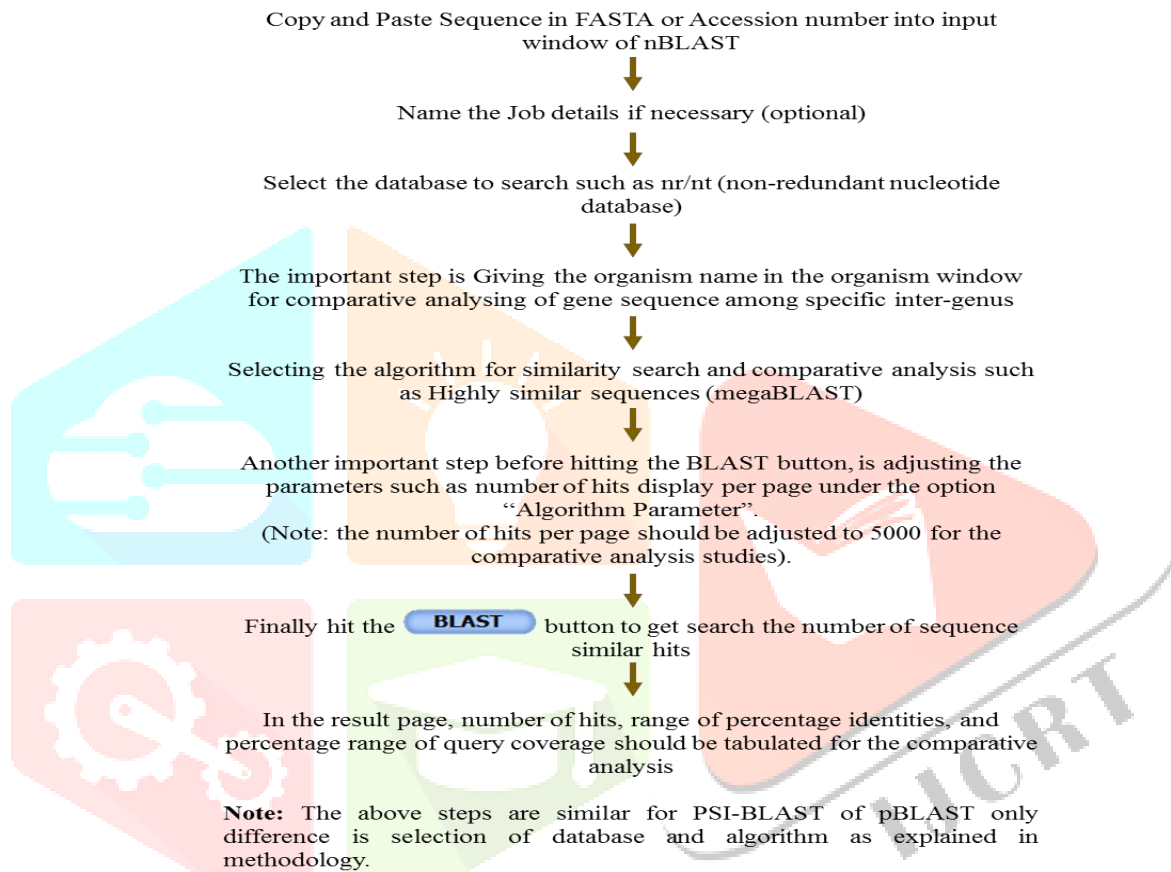 Copy and Paste Sequence in FASTA or Accession number into input
window of nBLAST
Name the Job details if necessary (optional)
Select the database to search such as nr/nt (non-redundant nucleotide
database)
The important step is Giving the organism name in the organism window
for comparative analysing of gene sequence among specific inter-genus
Selecting the algorithm for similarity search and comparative analysis such
as Highly similar sequences (megaBLAST)
Another important step before hitting the BLAST button, is adjusting the
parameters such as number of hits display per page under the option
“Algorithm Parameter”.
(Note: the number of hits per page should be adjusted to 5000 for the
comparative analysis studies).
Finally hit the BLAST button to get search the number of sequence
similar hits
In the result page, number of hits, range of percentage identities, and
percentage range of query coverage should be tabulated for the comparative
analysis
Note: The above steps are similar for PSI-BLAST of pBLAST only
difference is selection of database and algorithm as explained in
methodology.
IJCRT